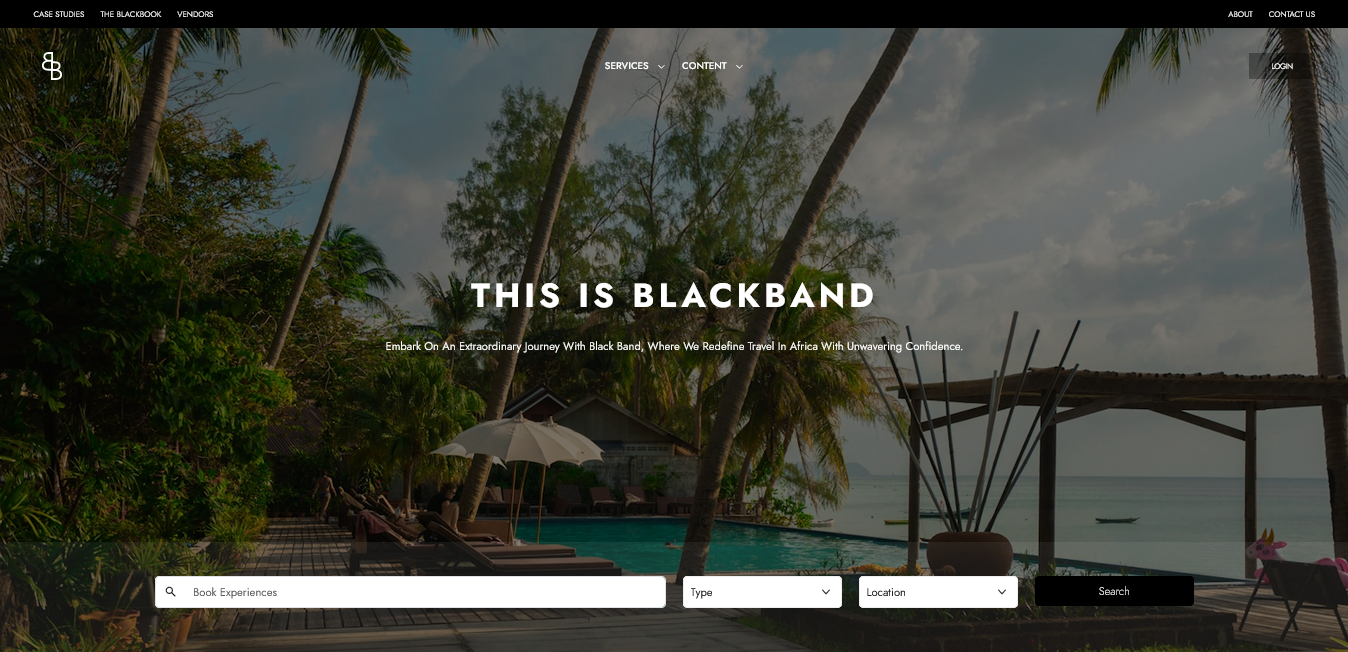 CASE STUDIES THE BLACKBOOK VENDORS ABOUT CONTACT US
BB SERVICES CONTENT LOGIN
THIS IS BLACKBAND
Embark On An Extraordinary Journey With Black Band, Where We Redefine Travel In Africa With Unwavering Confidence.
Book Experiences Type Location Search